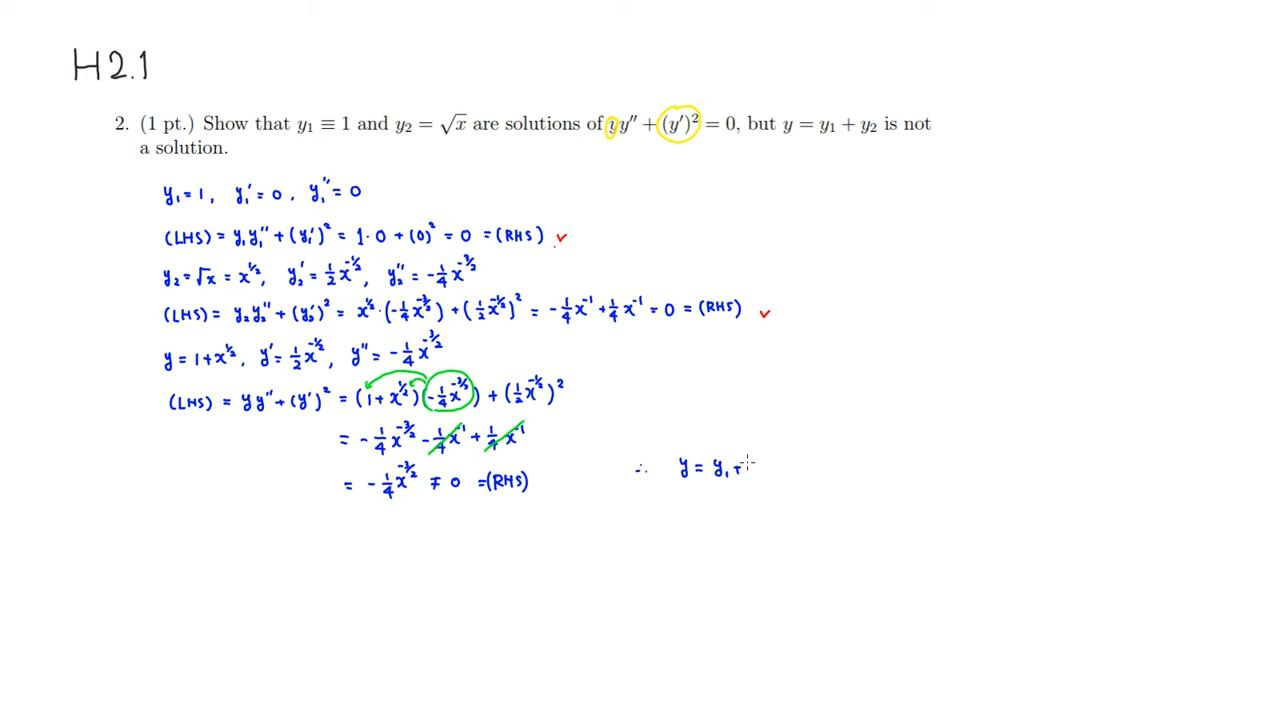 H2.1
2. (1 pt.) Show that y₁ ≡ 1 and y₂ = √x are solutions of yy″ + (y′)² = 0, but y = y₁ + y₂ is not
a solution.
y₁ = 1, y₁′ = 0, y₁″ = 0
(LHS) = y₁y₁″ + (y₁′)² = 1·0 + (0)² = 0 = (RHS) ✓
y₂ = √x = x^{1/2}, y₂′ = ½x^{-1/2}, y₂″ = -¼x^{-3/2}
(LHS) = y₂y₂″ + (y₂′)² = x^{1/2}·(-¼x^{-3/2}) + (½x^{-1/2})² = -¼x^{-1} + ¼x^{-1} = 0 = (RHS) ✓
y = 1 + x^{1/2}, y′ = ½x^{-1/2}, y″ = -¼x^{-3/2}
(LHS) = yy″ + (y′)² = (1 + x^{1/2})(-¼x^{-3/2}) + (½x^{-1/2})²
= -¼x^{-3/2} - ¼x^{-1} + ¼x^{-1}
= -¼x^{-3/2} ≠ 0 = (RHS)
∴ y = y₁ +